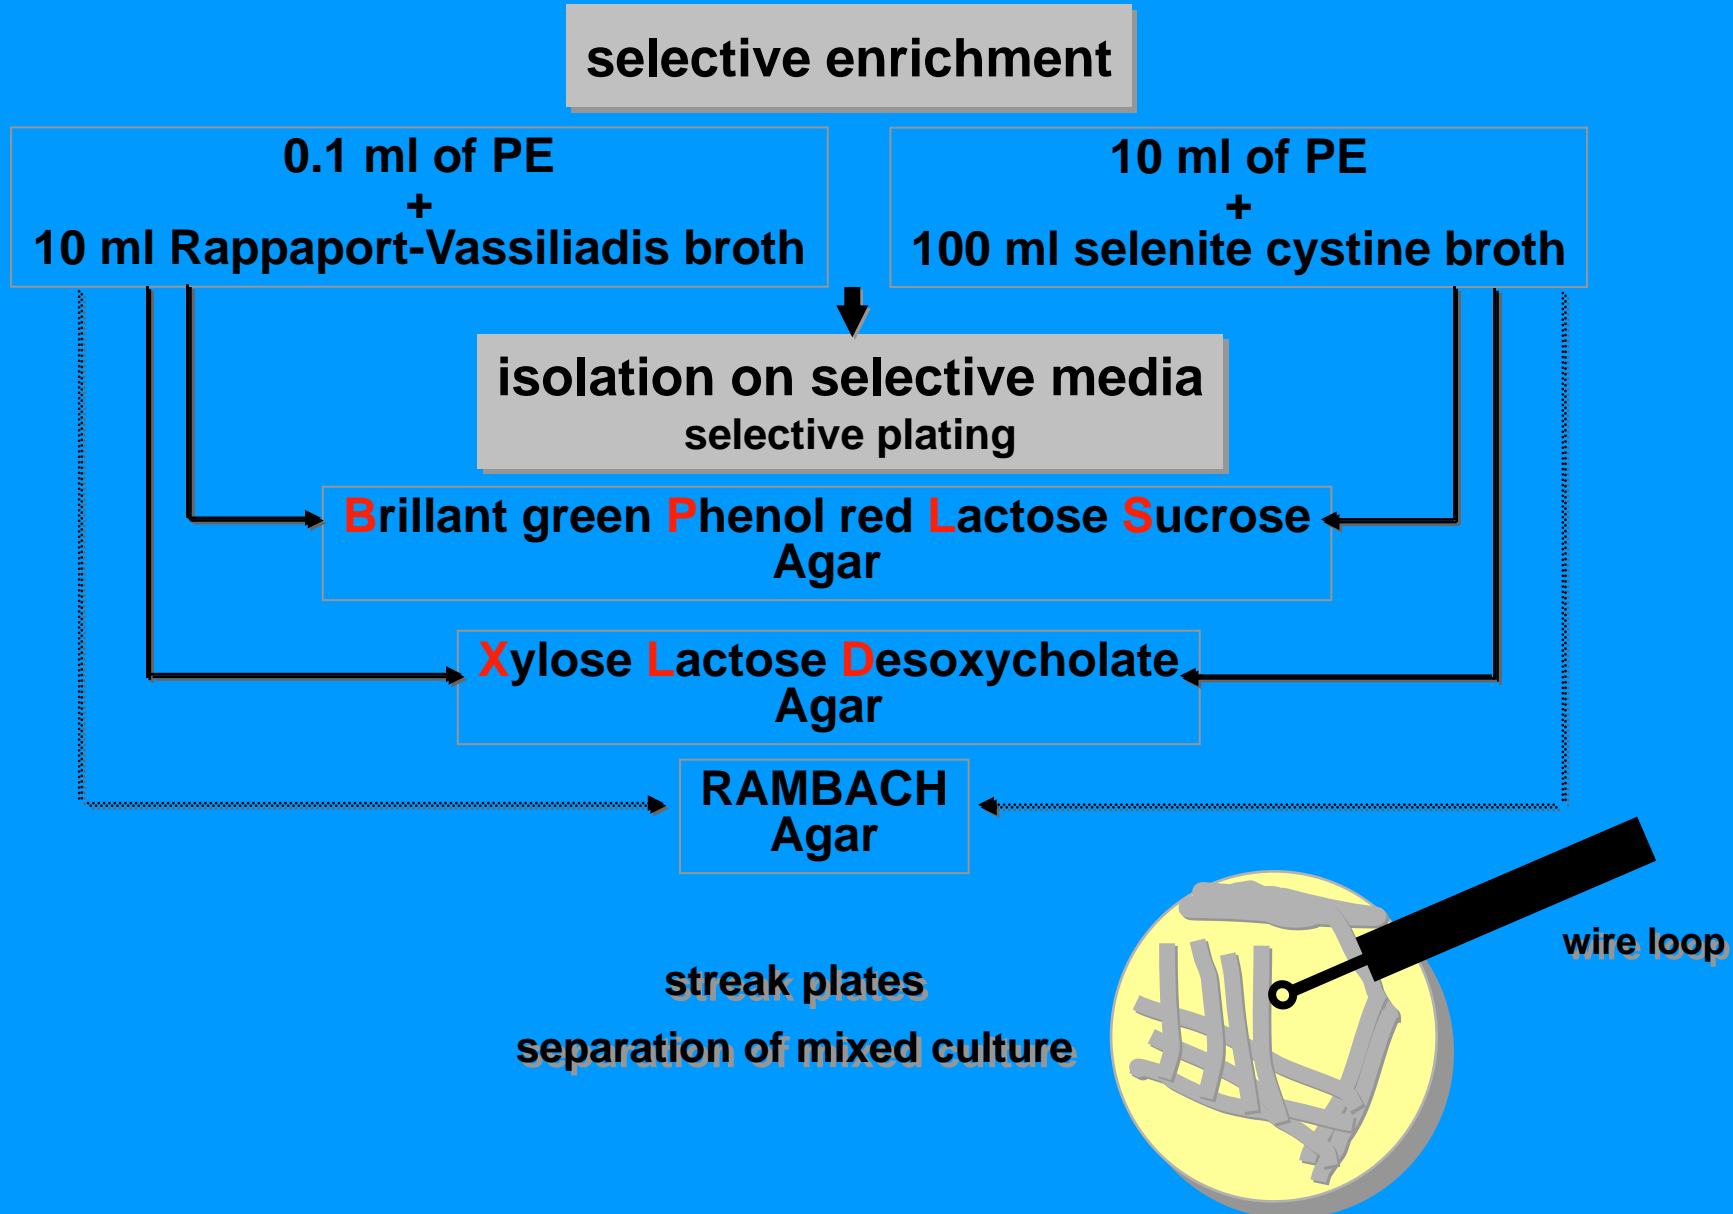 selective enrichment
0.1 ml of PE
+
10 ml Rappaport-Vassiliadis broth
10 ml of PE
+
100 ml selenite cystine broth
isolation on selective media
selective plating
Brillant green Phenol red Lactose Sucrose
Agar
Xylose Lactose Desoxycholate
Agar
RAMBACH
Agar
wire loop
streak plates
separation of mixed culture